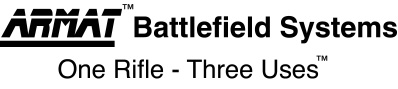 ARMAT™ Battlefield Systems
One Rifle - Three Uses™